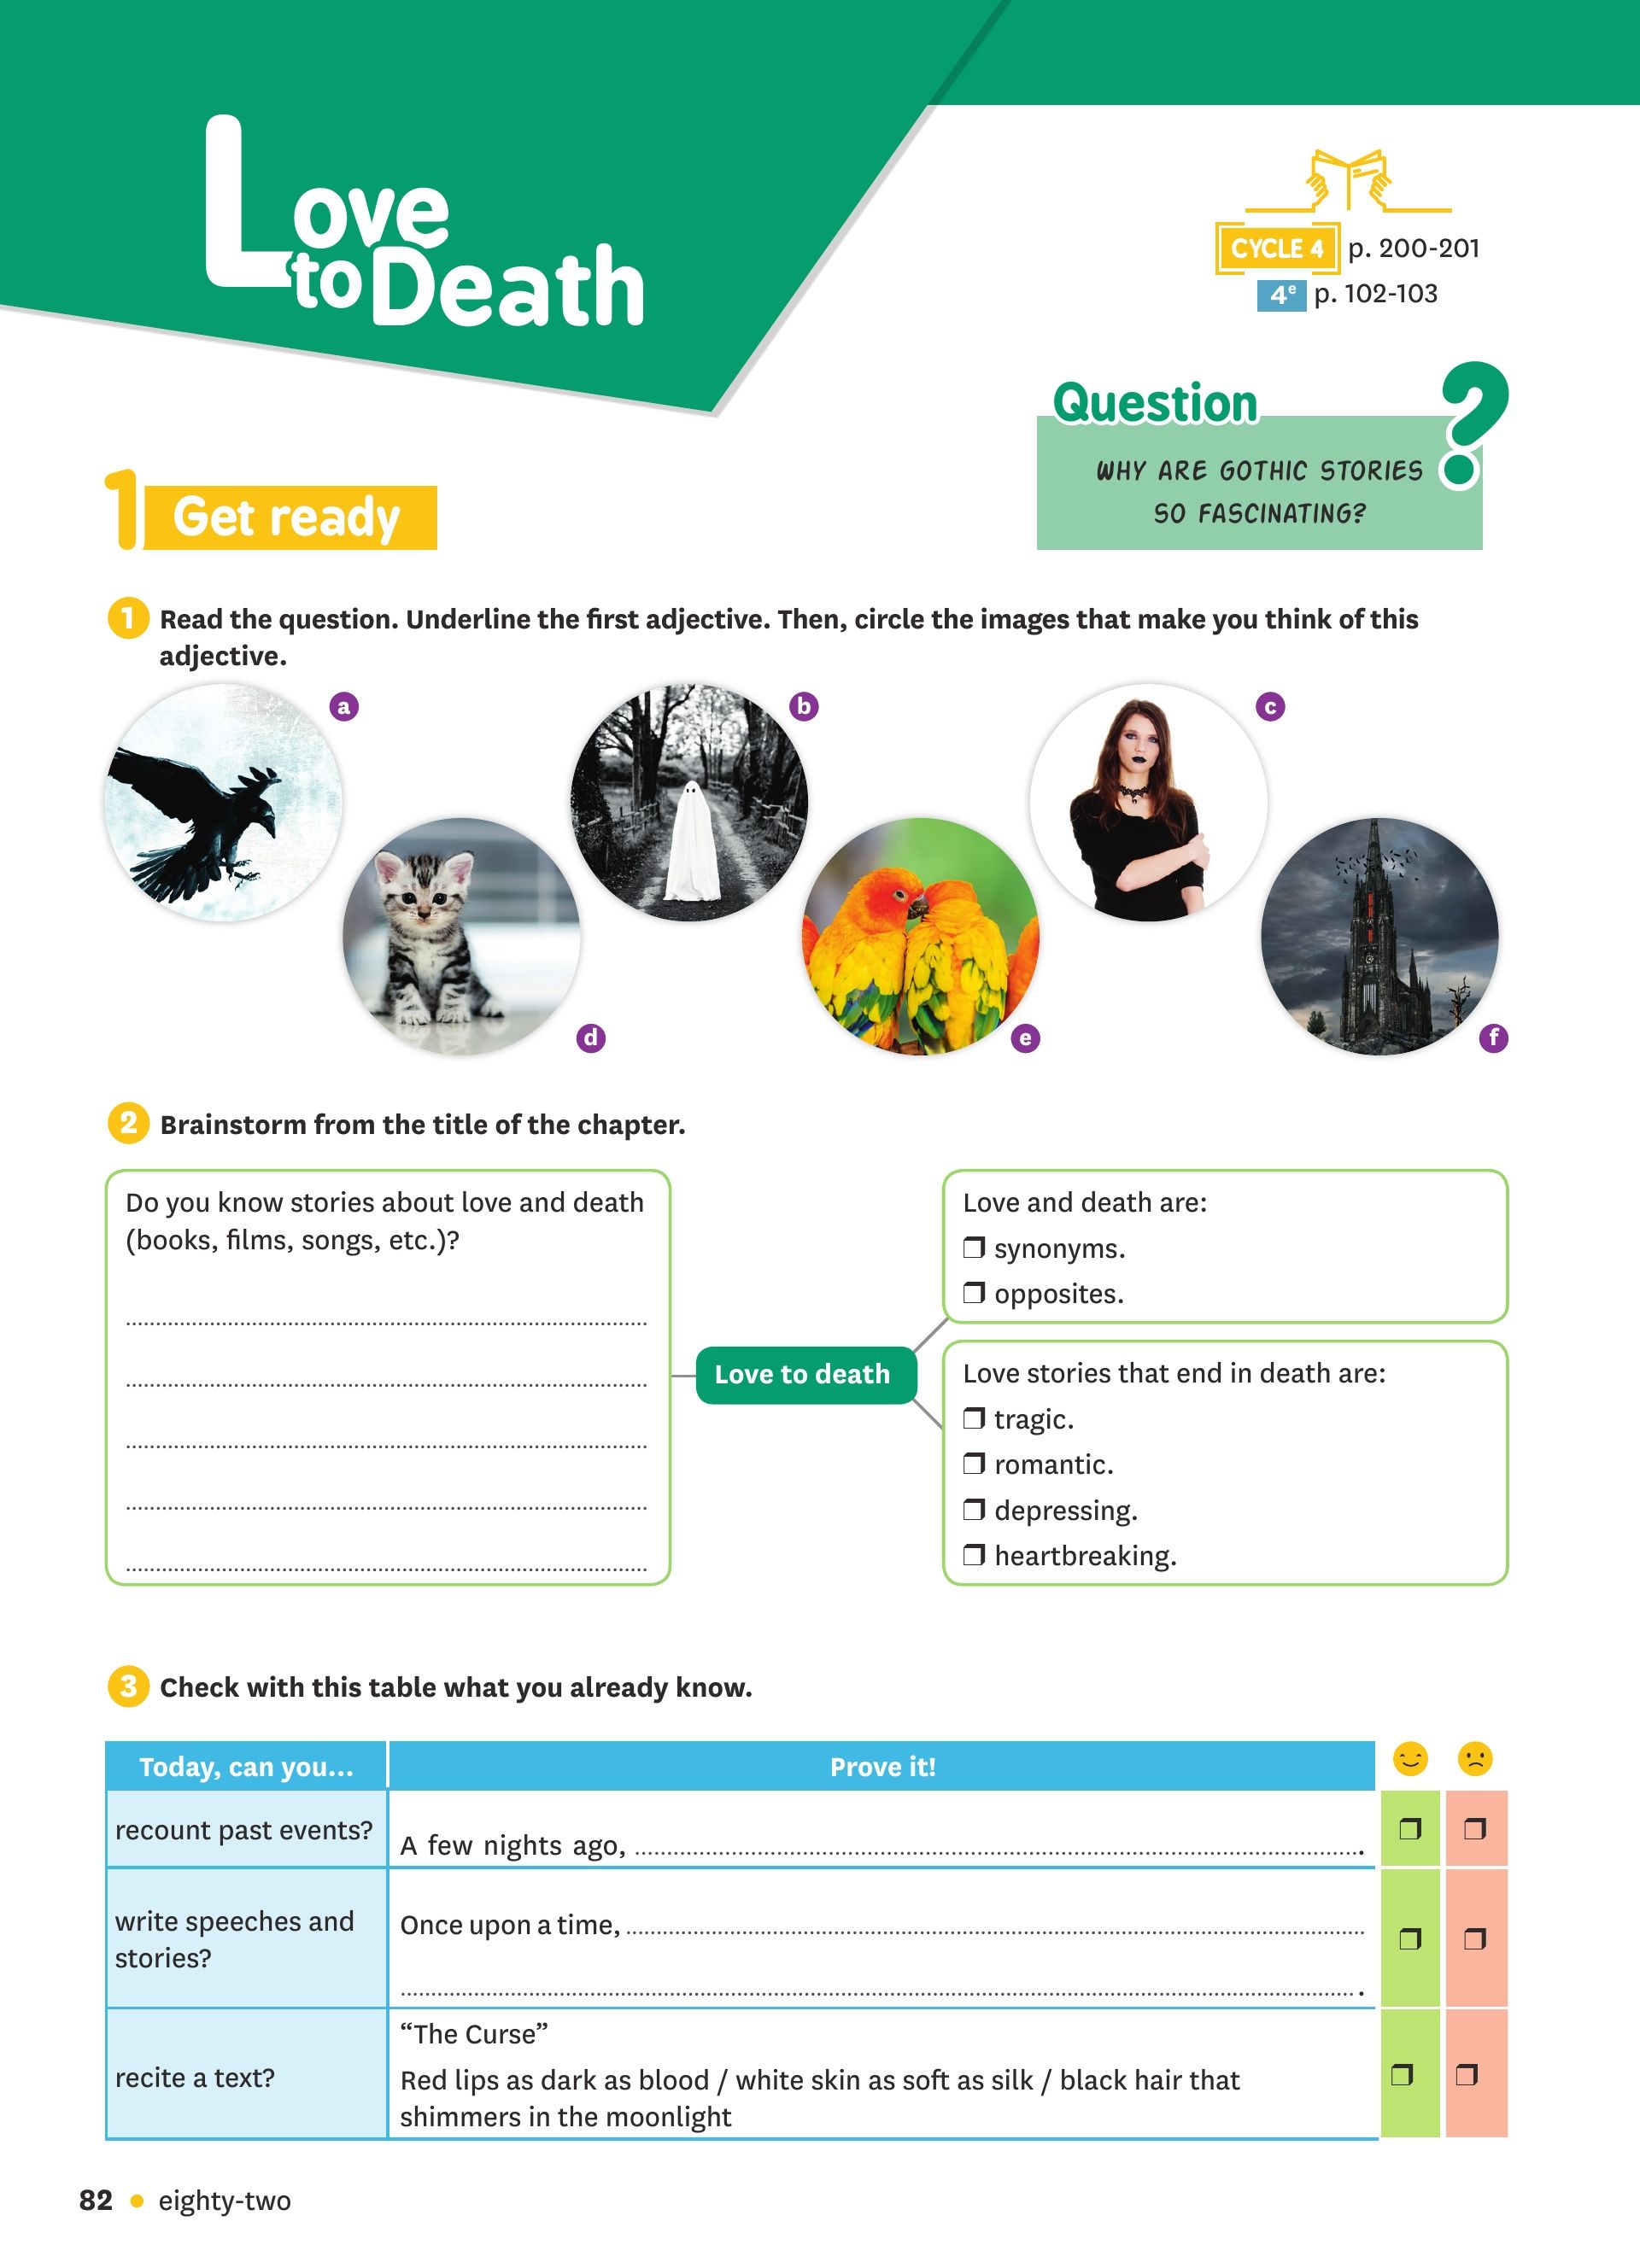 Love
to Death
CYCLE 4 p. 200-201
4e p. 102-103
Question ?
WHY ARE GOTHIC STORIES
SO FASCINATING?
1 Get ready
1 Read the question. Underline the first adjective. Then, circle the images that make you think of this
adjective.
a
b
c
d
e
f
2 Brainstorm from the title of the chapter.
Do you know stories about love and death
(books, films, songs, etc.)?
Love to death
Love and death are:
❒ synonyms.
❒ opposites.
Love stories that end in death are:
❒ tragic.
❒ romantic.
❒ depressing.
❒ heartbreaking.
3 Check with this table what you already know.
Today, can you... Prove it!
recount past events? A few nights ago, ........ . ❒ ❒
write speeches and
stories?
Once upon a time, ........
........ . ❒ ❒
recite a text?
“The Curse”
Red lips as dark as blood / white skin as soft as silk / black hair that
shimmers in the moonlight ❒ ❒
82 • eighty-two